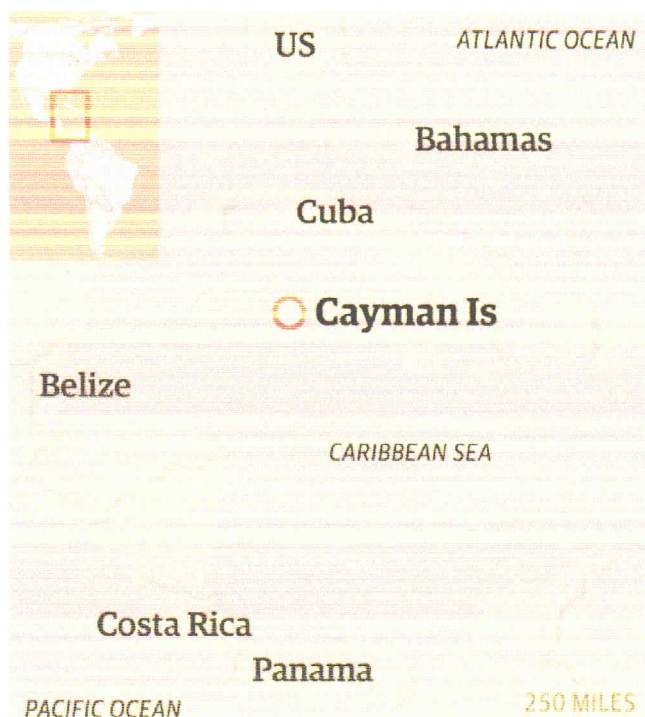 US
ATLANTIC OCEAN
Bahamas
Cuba
Cayman Is
Belize
CARIBBEAN SEA
Costa Rica
Panama
PACIFIC OCEAN
250 MILES